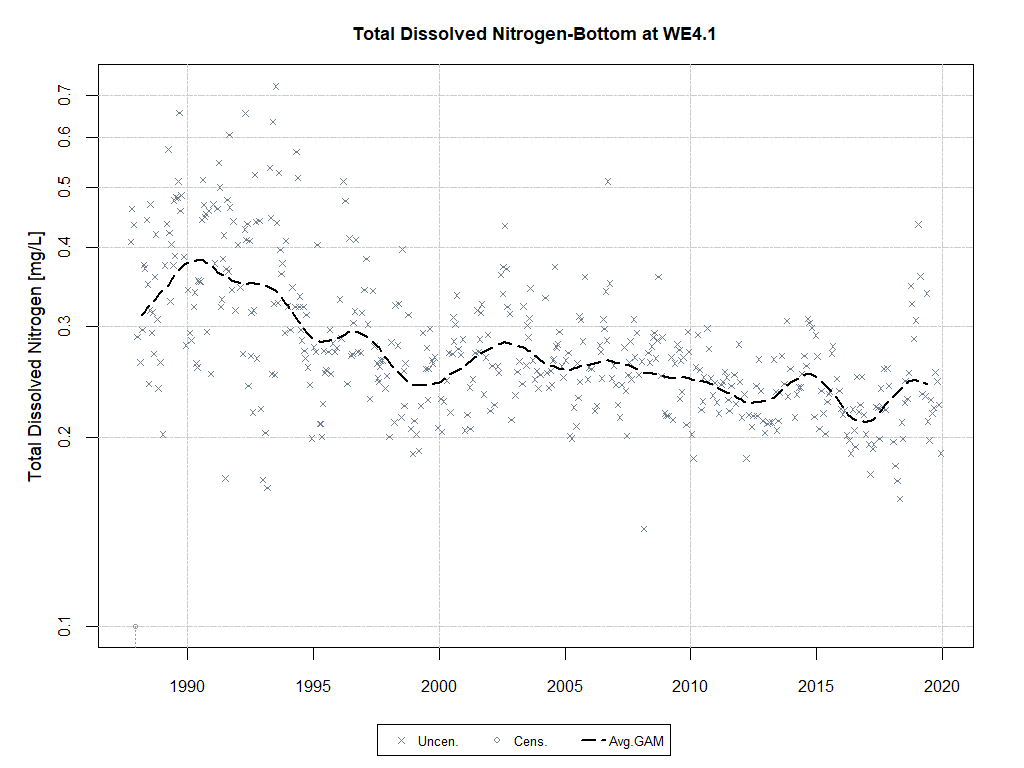 Total Dissolved Nitrogen-Bottom at WE4.1
Total Dissolved Nitrogen [mg/L]
0.7
0.6
0.5
0.4
0.3
0.2
0.1
1990 1995 2000 2005 2010 2015 2020
Uncen. Cens. Avg.GAM